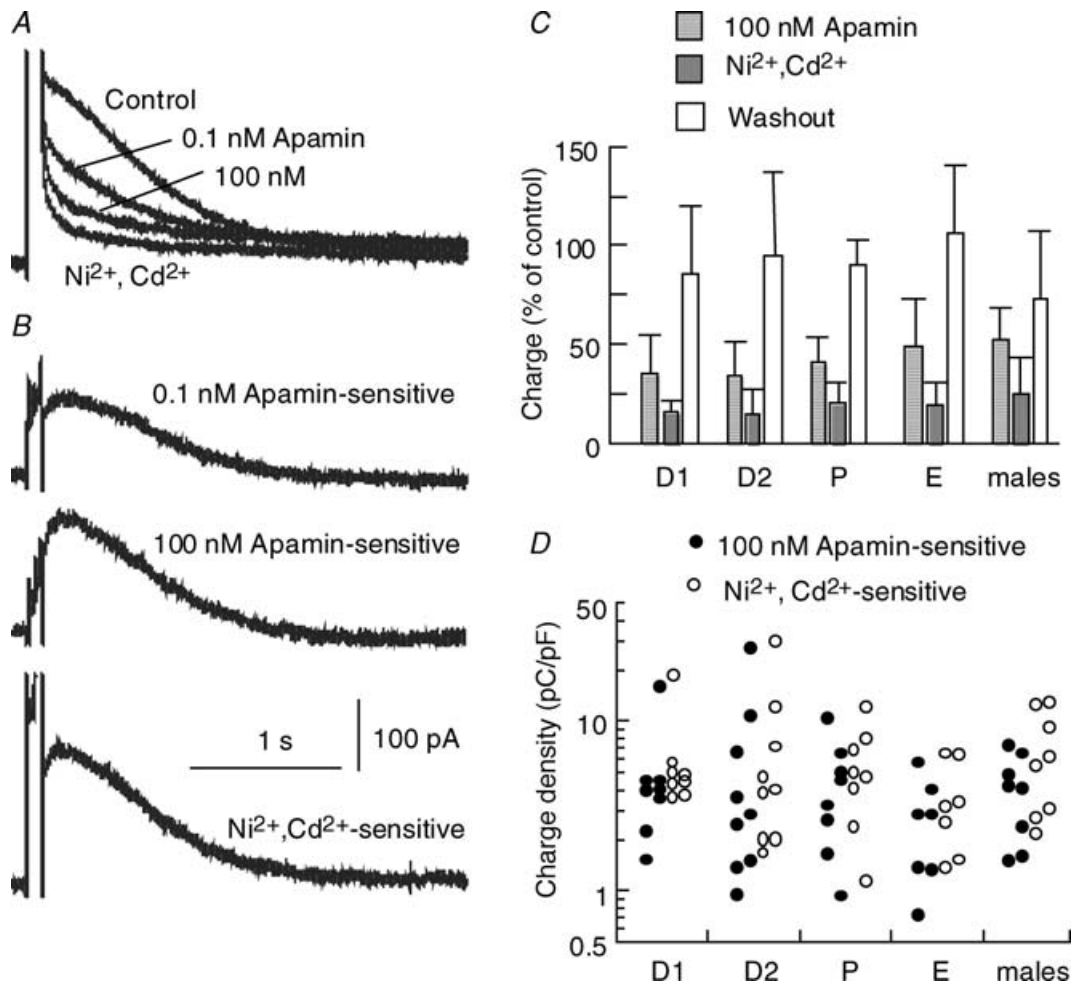 A
Control
0.1 nM Apamin
100 nM
Ni2+, Cd2+
B
0.1 nM Apamin-sensitive
100 nM Apamin-sensitive
1 s
100 pA
Ni2+,Cd2+-sensitive
C
100 nM Apamin
Ni2+,Cd2+
Washout
Charge (% of control)
150
100
50
0
D1 D2 P E males
D
100 nM Apamin-sensitive
Ni2+, Cd2+-sensitive
Charge density (pC/pF)
50
10
1
0.5
D1 D2 P E males